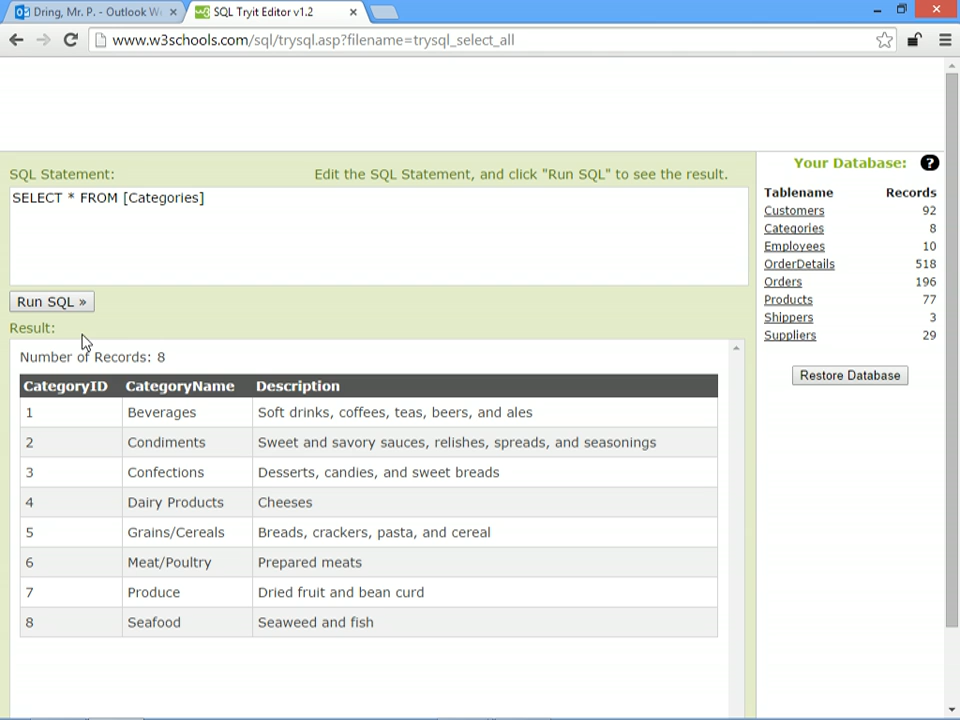 Dring, Mr. P. - Outlook W
SQL Tryit Editor v1.2
www.w3schools.com/sql/trysql.asp?filename=trysql_select_all
SQL Statement:
Edit the SQL Statement, and click "Run SQL" to see the result.
SELECT * FROM [Categories]
Run SQL »
Result:
Number of Records: 8
CategoryID CategoryName Description
1 Beverages Soft drinks, coffees, teas, beers, and ales
2 Condiments Sweet and savory sauces, relishes, spreads, and seasonings
3 Confections Desserts, candies, and sweet breads
4 Dairy Products Cheeses
5 Grains/Cereals Breads, crackers, pasta, and cereal
6 Meat/Poultry Prepared meats
7 Produce Dried fruit and bean curd
8 Seafood Seaweed and fish
Your Database: ?
Tablename Records
Customers 92
Categories 8
Employees 10
OrderDetails 518
Orders 196
Products 77
Shippers 3
Suppliers 29
Restore Database